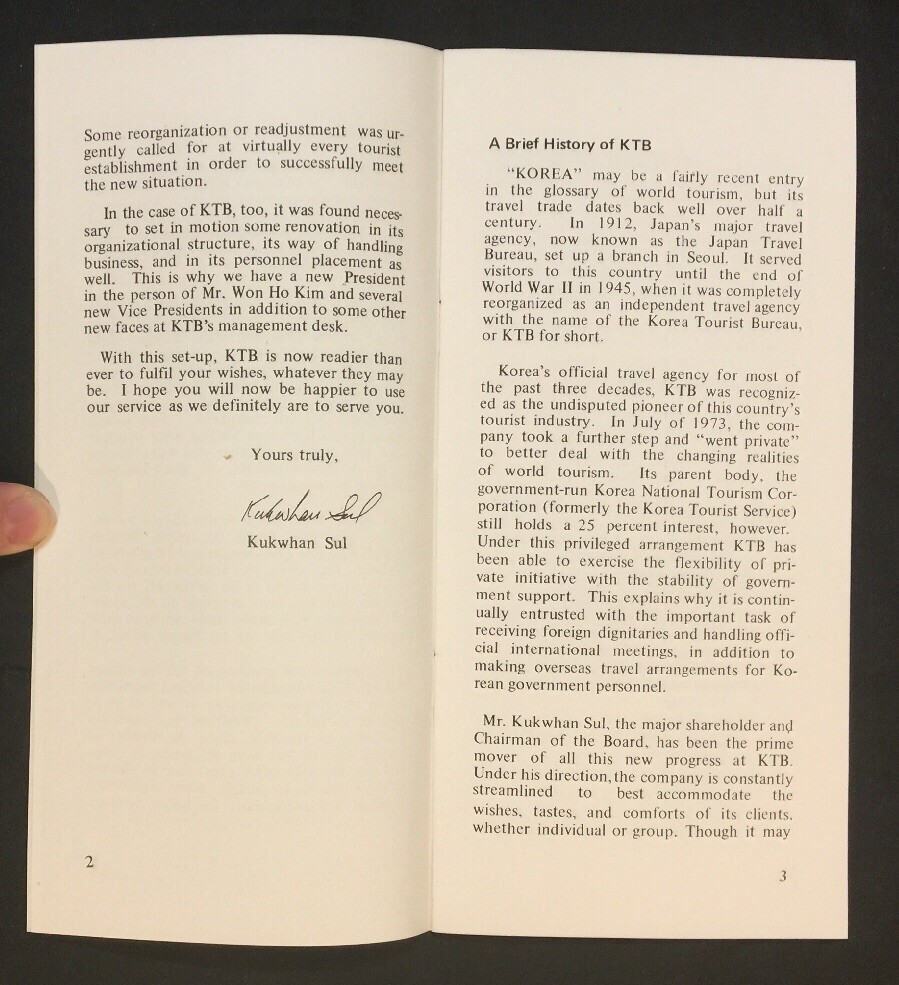 Some reorganization or readjustment was ur-
gently called for at virtually every tourist
establishment in order to successfully meet
the new situation.
In the case of KTB, too, it was found neces-
sary to set in motion some renovation in its
organizational structure, its way of handling
business, and in its personnel placement as
well. This is why we have a new President
in the person of Mr. Won Ho Kim and several
new Vice Presidents in addition to some other
new faces at KTB's management desk.
With this set-up, KTB is now readier than
ever to fulfil your wishes, whatever they may
be. I hope you will now be happier to use
our service as we definitely are to serve you.
Yours truly,
Kukwhan Sul
Kukwhan Sul
2
A Brief History of KTB
"KOREA" may be a fairly recent entry
in the glossary of world tourism, but its
travel trade dates back well over half a
century. In 1912, Japan's major travel
agency, now known as the Japan Travel
Bureau, set up a branch in Seoul. It served
visitors to this country until the end of
World War II in 1945, when it was completely
reorganized as an independent travel agency
with the name of the Korea Tourist Bureau,
or KTB for short.
Korea's official travel agency for most of
the past three decades, KTB was recogniz-
ed as the undisputed pioneer of this country's
tourist industry. In July of 1973, the com-
pany took a further step and "went private"
to better deal with the changing realities
of world tourism. Its parent body, the
government-run Korea National Tourism Cor-
poration (formerly the Korea Tourist Service)
still holds a 25 percent interest, however.
Under this privileged arrangement KTB has
been able to exercise the flexibility of pri-
vate initiative with the stability of govern-
ment support. This explains why it is contin-
ually entrusted with the important task of
receiving foreign dignitaries and handling offi-
cial international meetings, in addition to
making overseas travel arrangements for Ko-
rean government personnel.
Mr. Kukwhan Sul, the major shareholder and
Chairman of the Board, has been the prime
mover of all this new progress at KTB.
Under his direction, the company is constantly
streamlined to best accommodate the
wishes, tastes, and comforts of its clients.
whether individual or group. Though it may
3